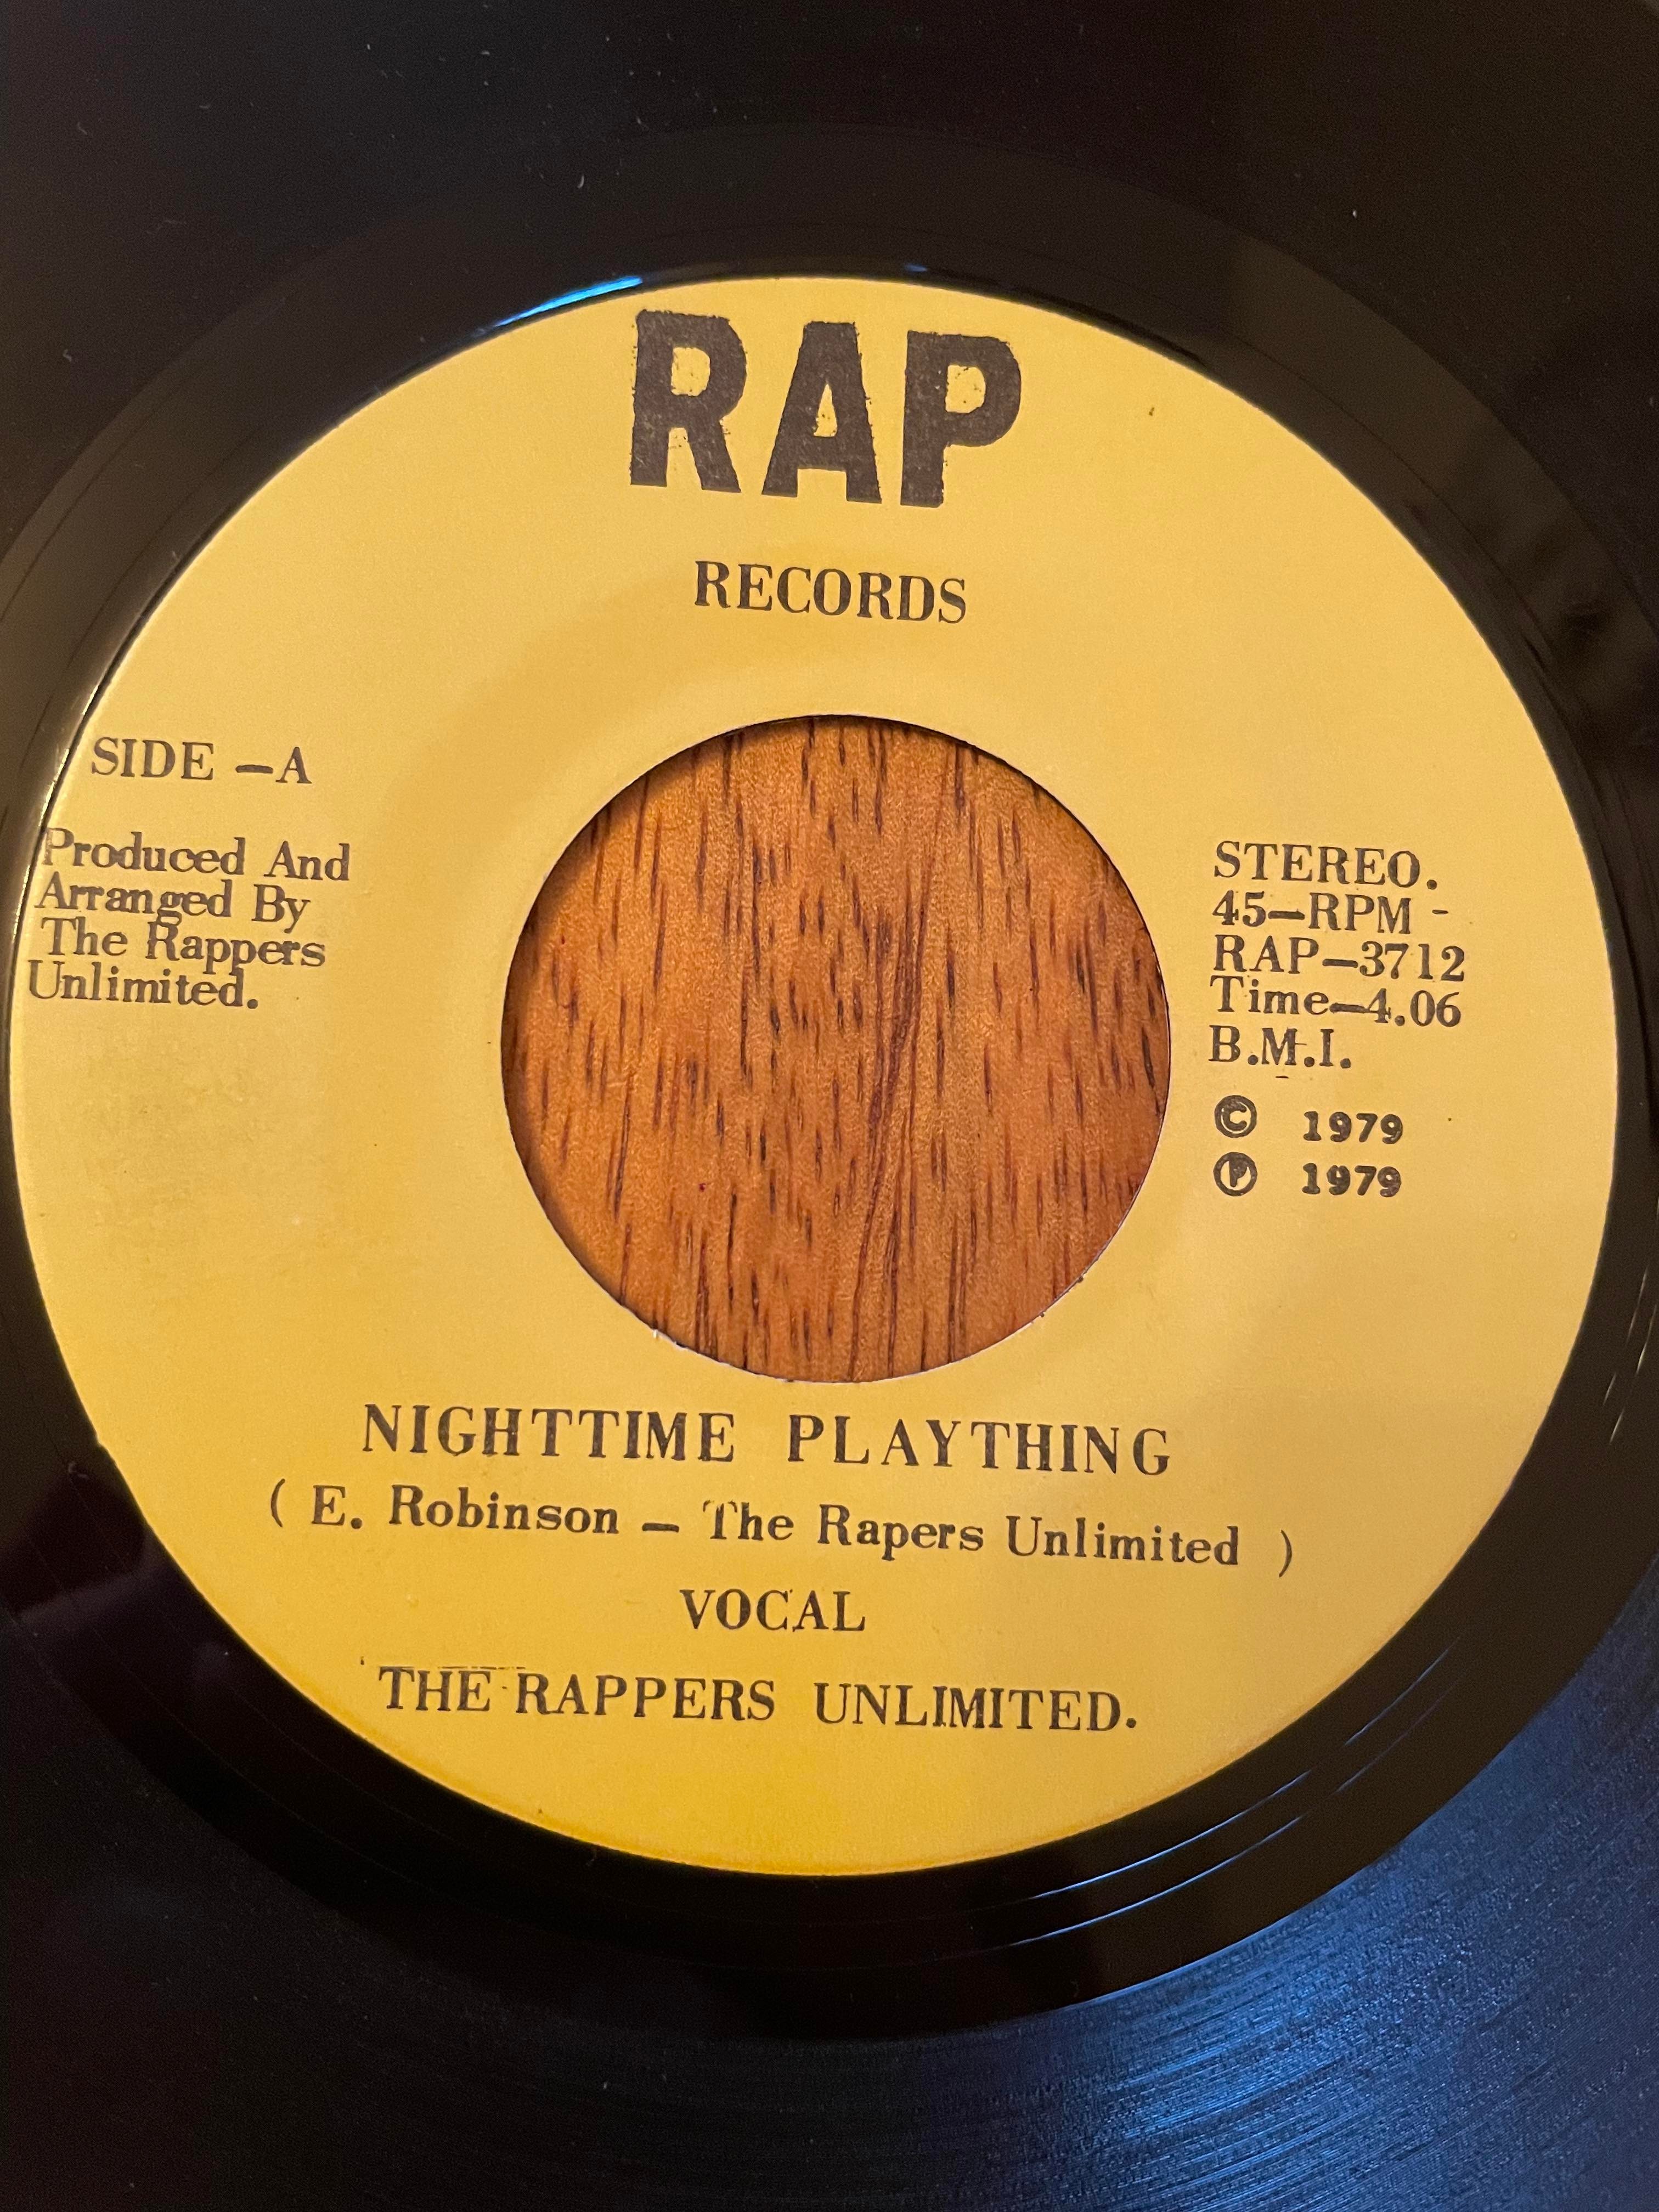 RAP
RECORDS
SIDE –A
Produced And
Arranged By
The Rappers
Unlimited.
STEREO.
45–RPM -
RAP–3712
Time–4.06
B.M.I.
© 1979
℗ 1979
NIGHTTIME PLAYTHING
( E. Robinson – The Rapers Unlimited )
VOCAL
THE RAPPERS UNLIMITED.